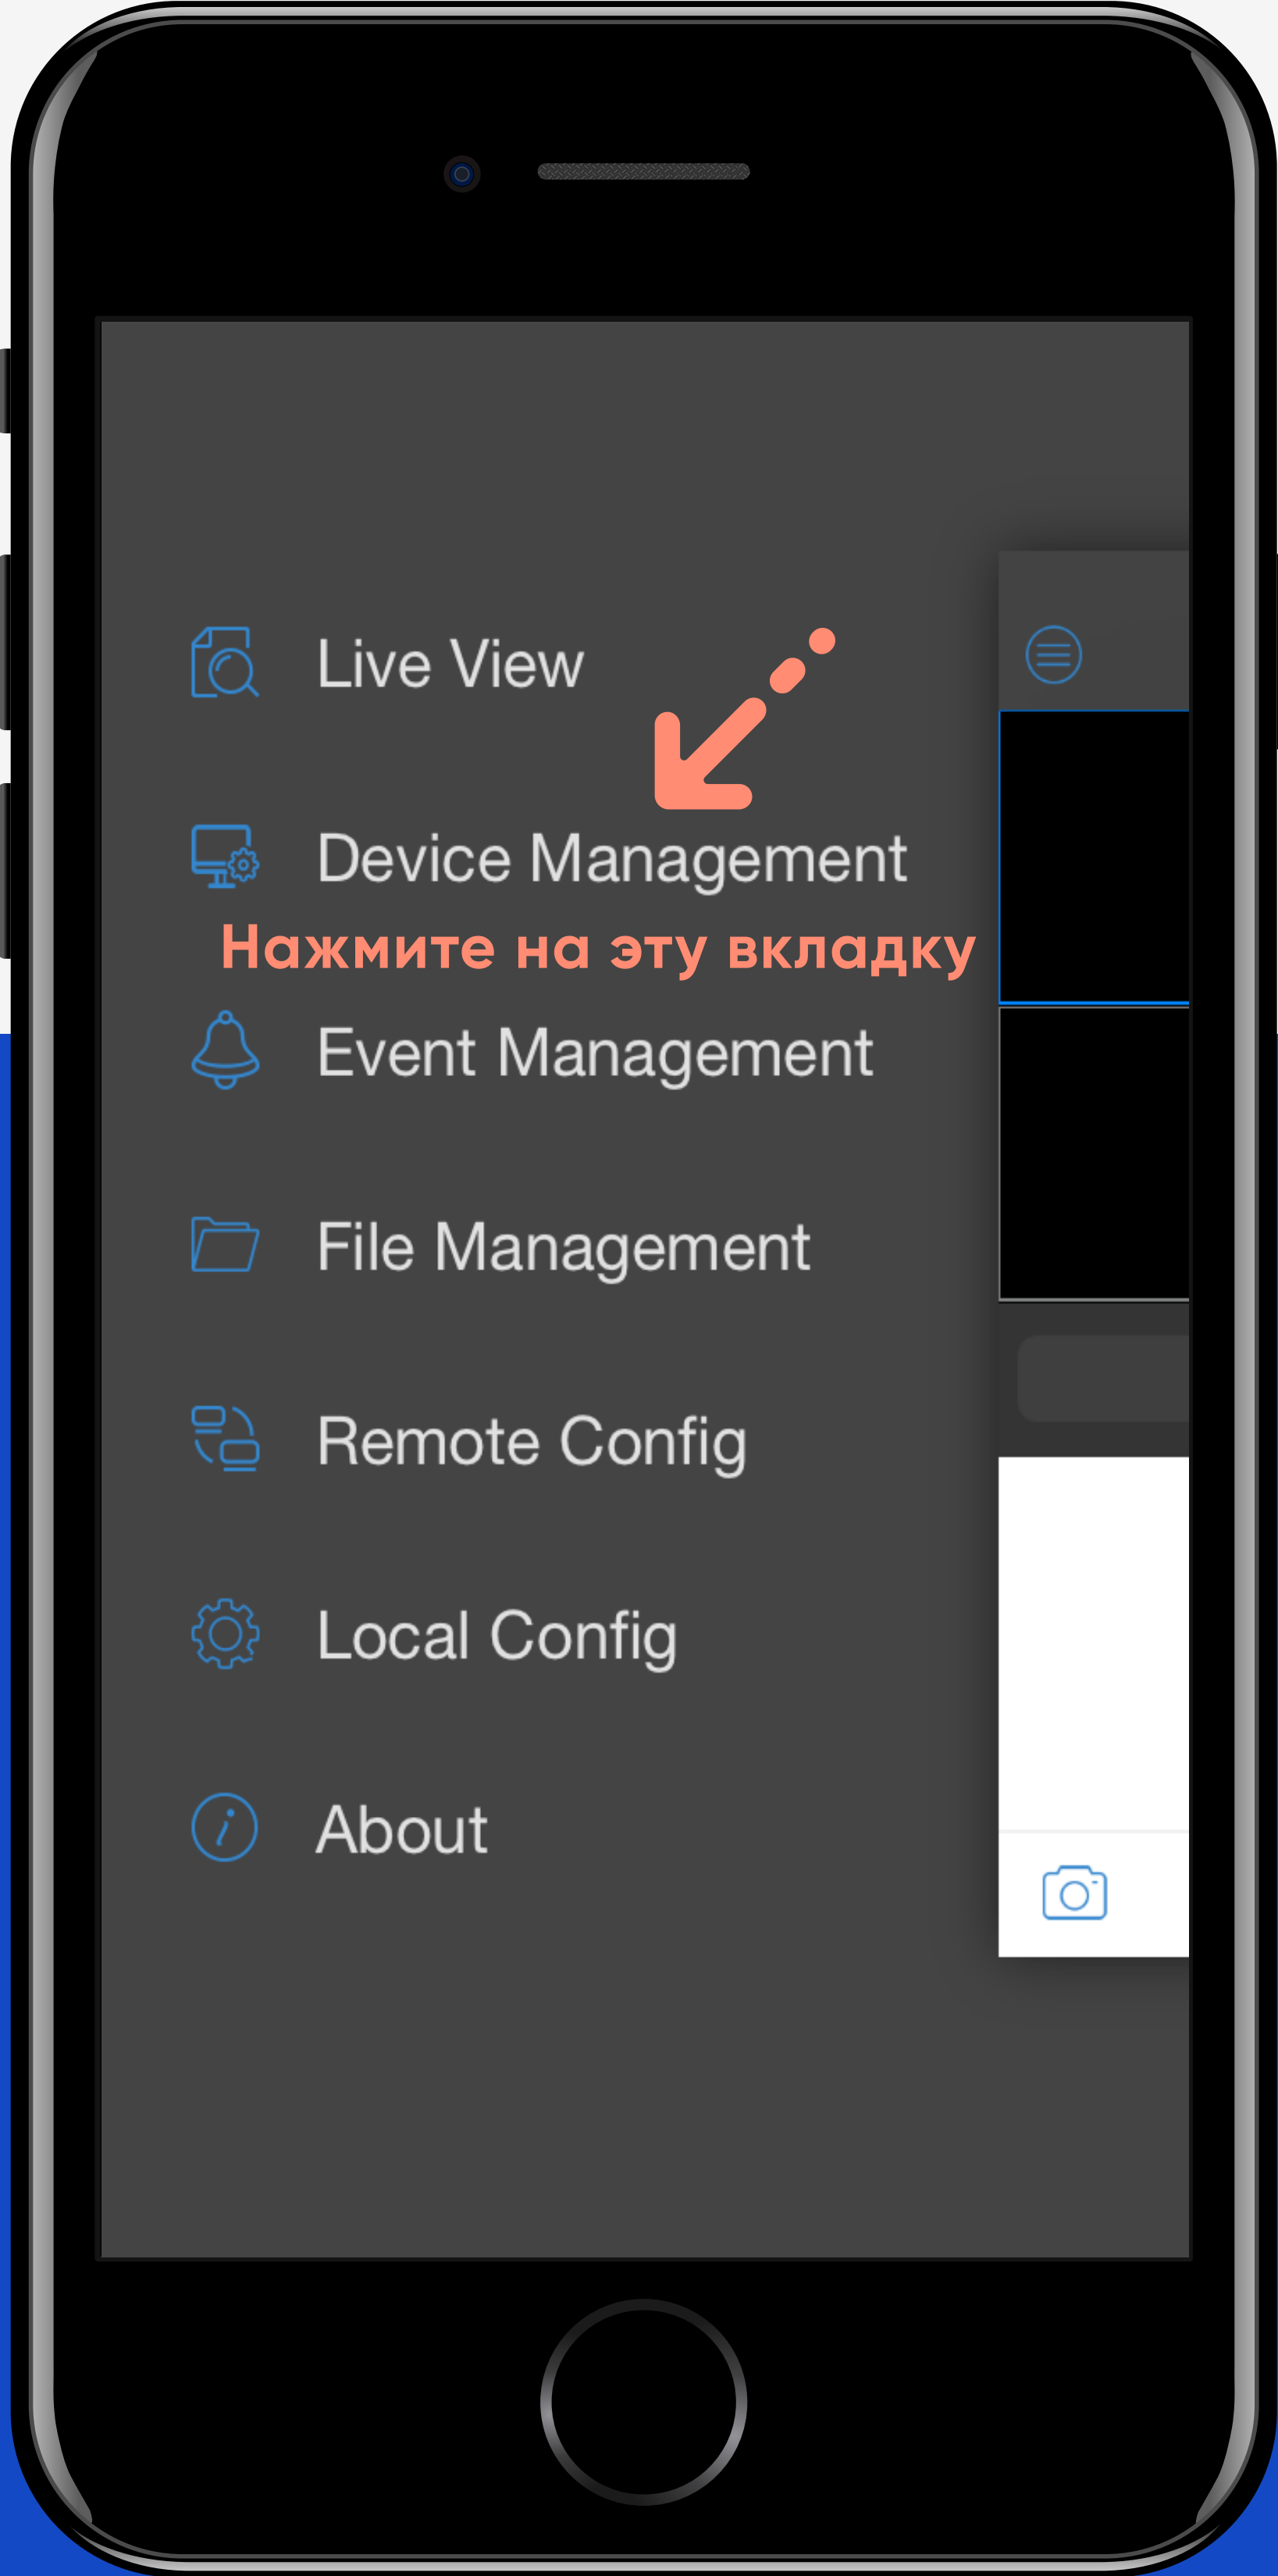 Live View
Device Management
Нажмите на эту вкладку
Event Management
File Management
Remote Config
Local Config
About